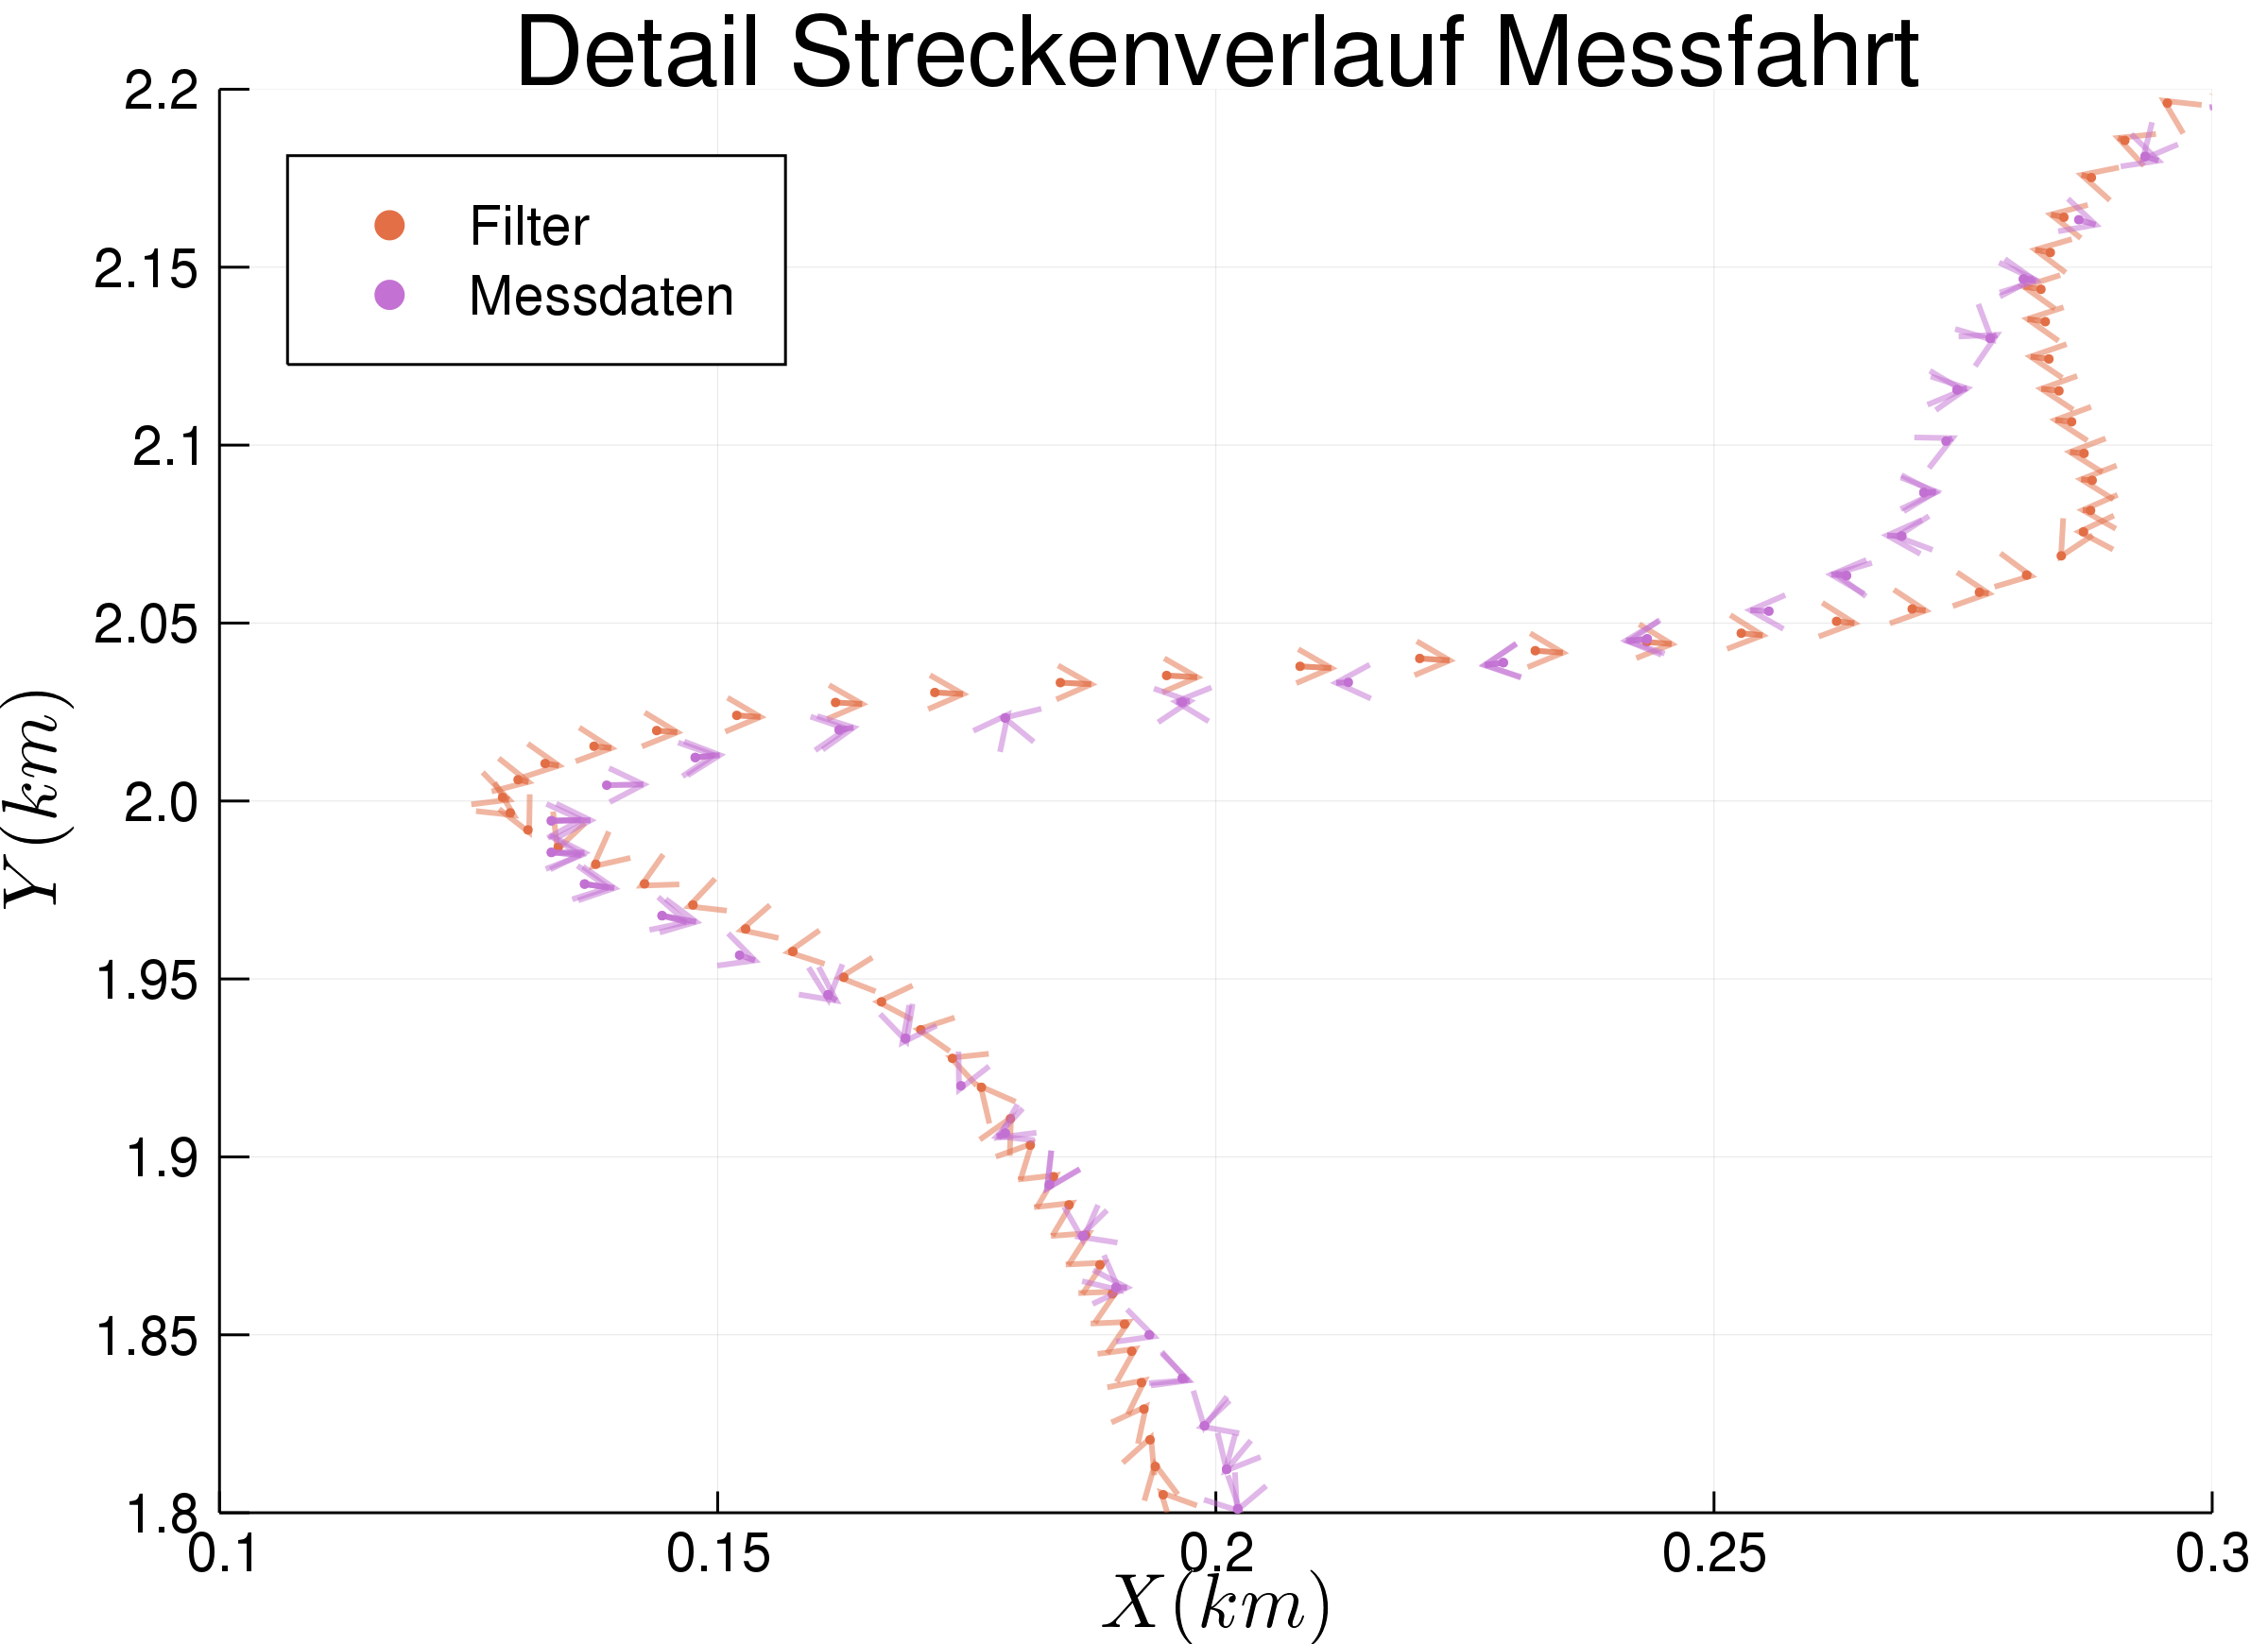 Detail Streckenverlauf Messfahrt
2.2
Filter
2.15
Messdaten
2.1
2.05
Y(km)
2.0
1.95
1.9
1.85
1.8
0.1 0.15 0.2 0.25 0.3
X(km)